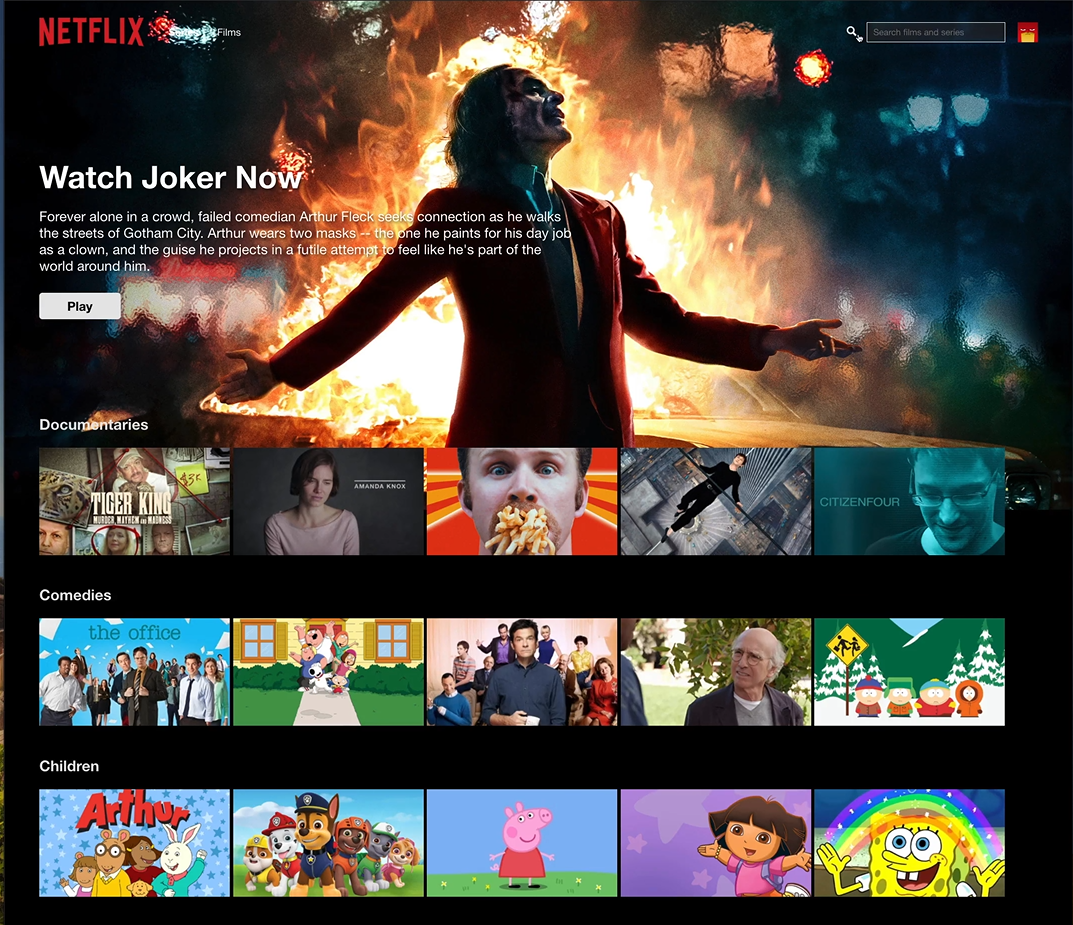 NETFLIX
Films
Search films and series
Watch Joker Now
Forever alone in a crowd, failed comedian Arthur Fleck seeks connection as he walks
the streets of Gotham City. Arthur wears two masks -- the one he paints for his day job
as a clown, and the guise he projects in a futile attempt to feel like he's part of the
world around him.
Play
Documentaries
TIGER KING
MURDER, MAYHEM AND MADNESS
AMANDA KNOX
CITIZENFOUR
Comedies
the office
Children
Arthur